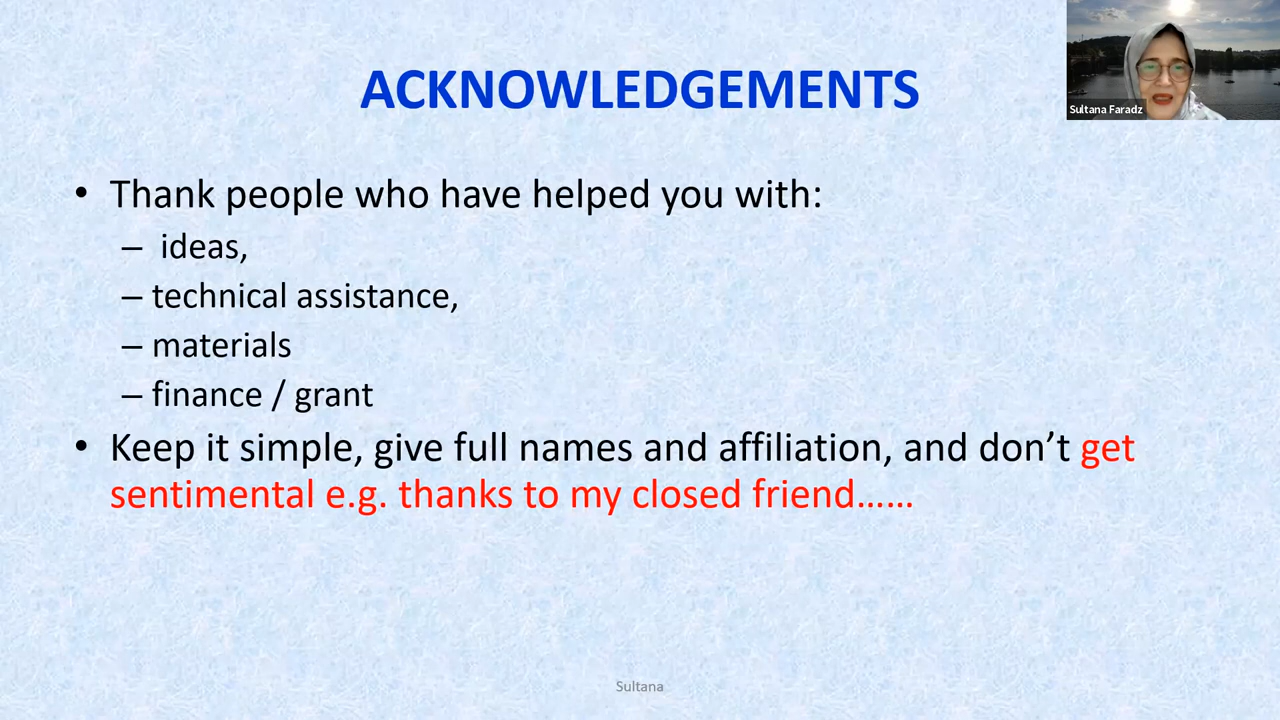 ACKNOWLEDGEMENTS
Sultana Faradz
• Thank people who have helped you with:
– ideas,
– technical assistance,
– materials
– finance / grant
• Keep it simple, give full names and affiliation, and don’t get
sentimental e.g. thanks to my closed friend……
Sultana